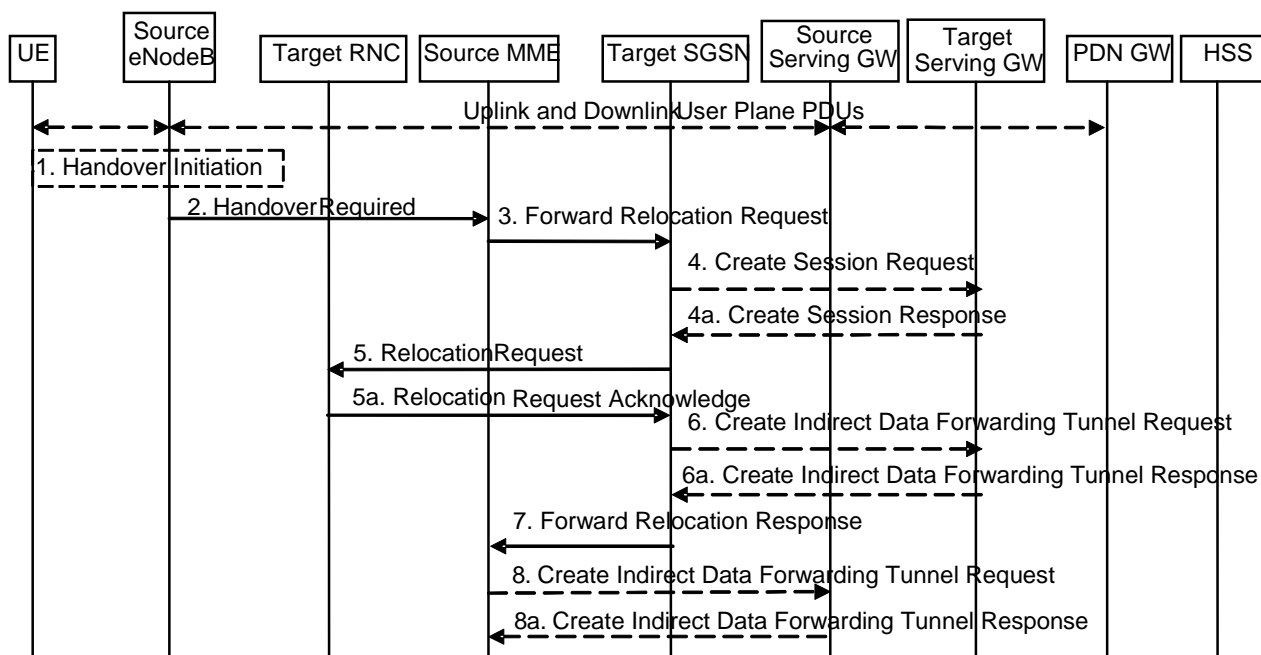 UE
Source
eNodeB
Target RNC
Source MME
Target SGSN
Source
Serving GW
Target
Serving GW
PDN GW
HSS
Uplink and Downlink User Plane PDUs
1. Handover Initiation
2. Handover Required
3. Forward Relocation Request
4. Create Session Request
4a. Create Session Response
5. Relocation Request
5a. Relocation Request Acknowledge
6. Create Indirect Data Forwarding Tunnel Request
6a. Create Indirect Data Forwarding Tunnel Response
7. Forward Relocation Response
8. Create Indirect Data Forwarding Tunnel Request
8a. Create Indirect Data Forwarding Tunnel Response